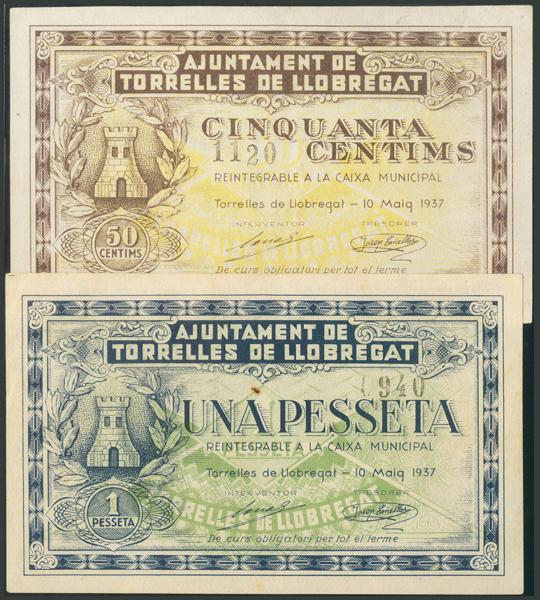 AJUNTAMENT DE
TORRELLES DE LLOBREGAT
CINQUANTA
1120 CENTIMS
REINTEGRABLE A LA CAIXA MUNICIPAL
Torrelles de Llobregat — 10 Maig 1937
INTERVENTOR TRESORER
50
CENTIMS
De curs obligatori per tot el terme
AJUNTAMENT DE
TORRELLES DE LLOBREGAT
1940
UNA PESSETA
REINTEGRABLE A LA CAIXA MUNICIPAL
Torrelles de Llobregat — 10 Maig 1937
INTERVENTOR TRESORER
1
PESSETA
TORRELLES DE LLOBREGAT
De curs obligatori per tot el terme